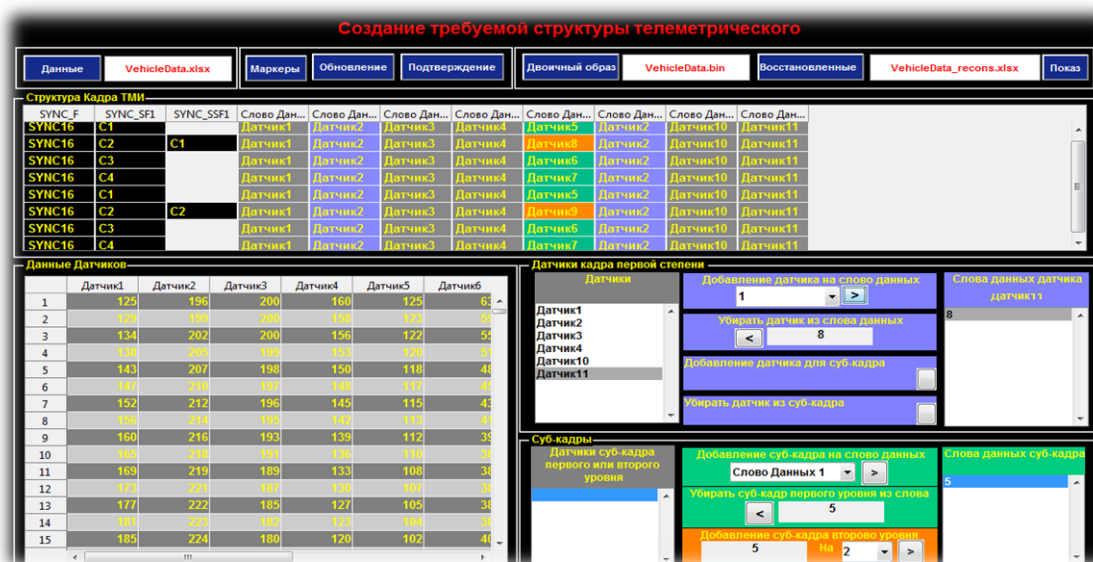 Создание требуемой структуры телеметрического
Данные VehicleData.xlsx Маркеры Обновление Подтверждение Двоичный образ VehicleData.bin Восстановленные VehicleData_recons.xlsx Показ
Структура Кадра ТМИ
SYNC_F SYNC_SF1 SYNC_SSF1 Слово Дан... Слово Дан... Слово Дан... Слово Дан... Слово Дан... Слово Дан... Слово Дан... Слово Дан...
SYNC16 C1 Датчик1 Датчик2 Датчик3 Датчик4 Датчик5 Датчик2 Датчик10 Датчик11
SYNC16 C2 C1 Датчик1 Датчик2 Датчик3 Датчик4 Датчик8 Датчик2 Датчик10 Датчик11
SYNC16 C3 Датчик1 Датчик2 Датчик3 Датчик4 Датчик6 Датчик2 Датчик10 Датчик11
SYNC16 C4 Датчик1 Датчик2 Датчик3 Датчик4 Датчик7 Датчик2 Датчик10 Датчик11
SYNC16 C1 Датчик1 Датчик2 Датчик3 Датчик4 Датчик5 Датчик2 Датчик10 Датчик11
SYNC16 C2 C2 Датчик1 Датчик2 Датчик3 Датчик4 Датчик9 Датчик2 Датчик10 Датчик11
SYNC16 C3 Датчик1 Датчик2 Датчик3 Датчик4 Датчик6 Датчик2 Датчик10 Датчик11
SYNC16 C4 Датчик1 Датчик2 Датчик3 Датчик4 Датчик7 Датчик2 Датчик10 Датчик11
Данные Датчиков
Датчик1 Датчик2 Датчик3 Датчик4 Датчик5 Датчик6
1 125 196 200 160 125 63
2 129 199 200 158 123
3 134 202 200 156 122 55
4 138 205 199 153 120 51
5 143 207 198 150 118 48
6 147 210 197 148 117 45
7 152 212 196 145 115 43
8 156 214 195 142 113 41
9 160 216 193 139 112 39
10 165 218 191 136 110 38
11 169 219 189 133 108 38
12 173 221 187 130 107 38
13 177 222 185 127 105 38
14 181 223 182 123 104
15 185 224 180 120 102 40
Датчики кадра первой степени
Датчики
Датчик1
Датчик2
Датчик3
Датчик4
Датчик10
Датчик11
Добавление датчика на слово данных
1 >
Убирать датчик из слова данных
< 8
Добавление датчика для суб-кадра
Убирать датчик из суб-кадра
Слова данных датчика
Датчик11
8
Суб-кадры
Датчики суб-кадра
первого или второго
уровня
Добавление суб-кадра на слово данных
Слово Данных 1 >
Убирать суб-кадр первого уровня из слова
< 5
Добавление суб-кадра второво уровня
5 На 2 >
Слова данных суб-кадра
5